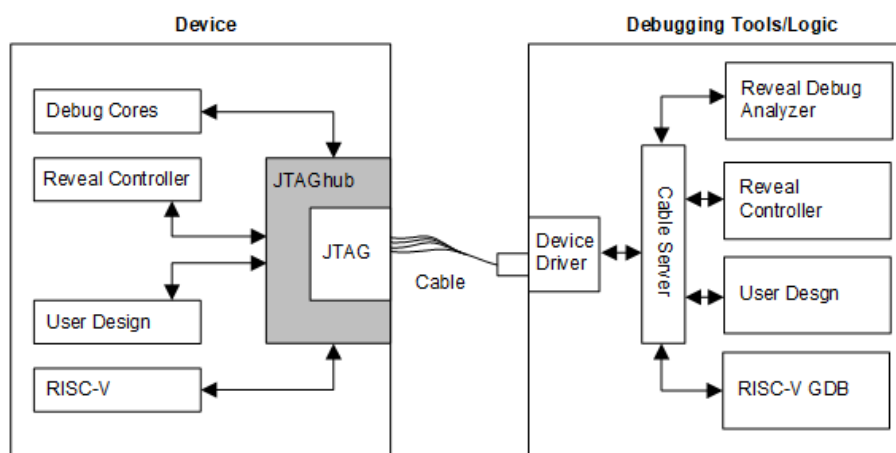 Device
Debugging Tools/Logic
Debug Cores
Reveal Controller
User Design
RISC-V
JTAGhub
JTAG
Cable
Device
Driver
Cable Server
Reveal Debug
Analyzer
Reveal
Controller
User Desgn
RISC-V GDB